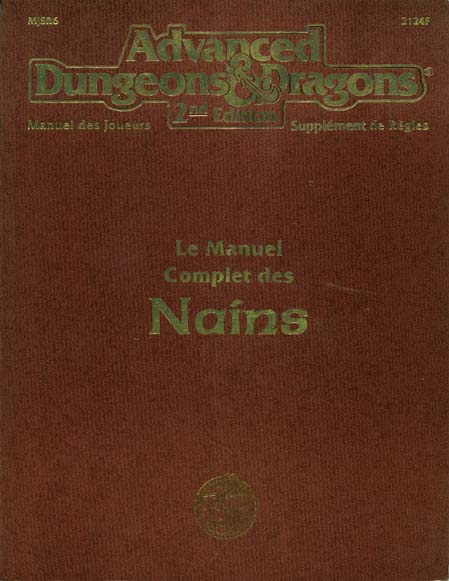 MJSR6 2124F
Advanced
Dungeons & Dragons®
2nd Edition
Manuel des Joueurs Supplément de Règles
Le Manuel
Complet des
Nains